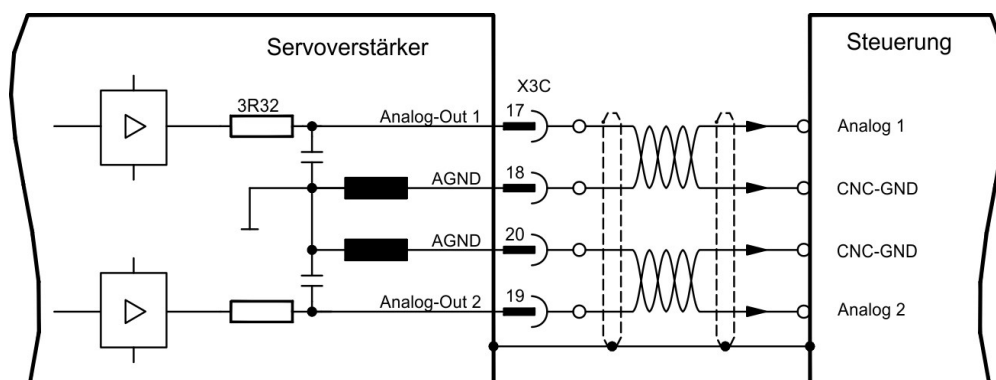 Servoverstärker
Steuerung
X3C
3R32
Analog-Out 1
17
Analog 1
AGND
18
CNC-GND
AGND
20
CNC-GND
Analog-Out 2
19
Analog 2